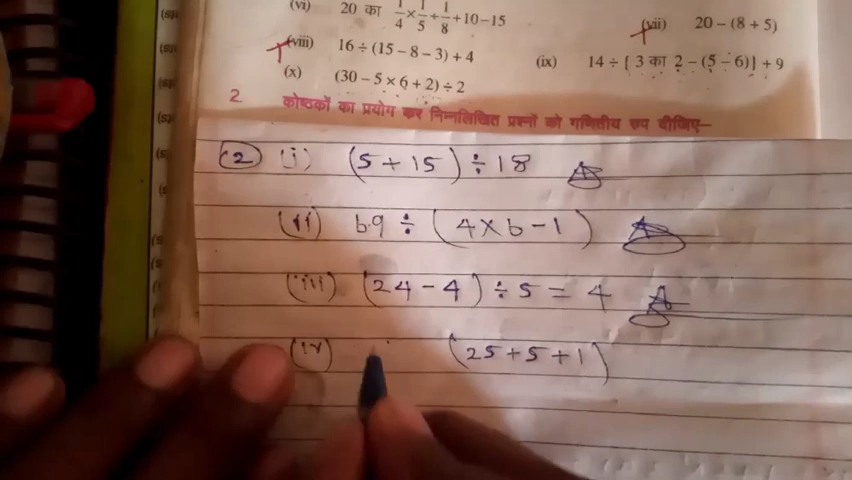 (vi) 20 का 1/4 × 1/5 + 1/8 + 10 – 15
(vii) 20 – (8 + 5)
(viii) 16 ÷ (15 – 8 – 3) + 4
(ix) 14 ÷ [ 3 का 2 – (5 – 6)] + 9
(x) (30 – 5 × 6 + 2) ÷ 2
2. कोष्ठकों का प्रयोग कर निम्नलिखित प्रश्नों को गणितीय रूप दीजिए–
(2) (i) (5 + 15) ÷ 18
(ii) 69 ÷ (4 × 6 – 1)
(iii) (24 – 4) ÷ 5 = 4
(iv) (25 + 5 + 1)